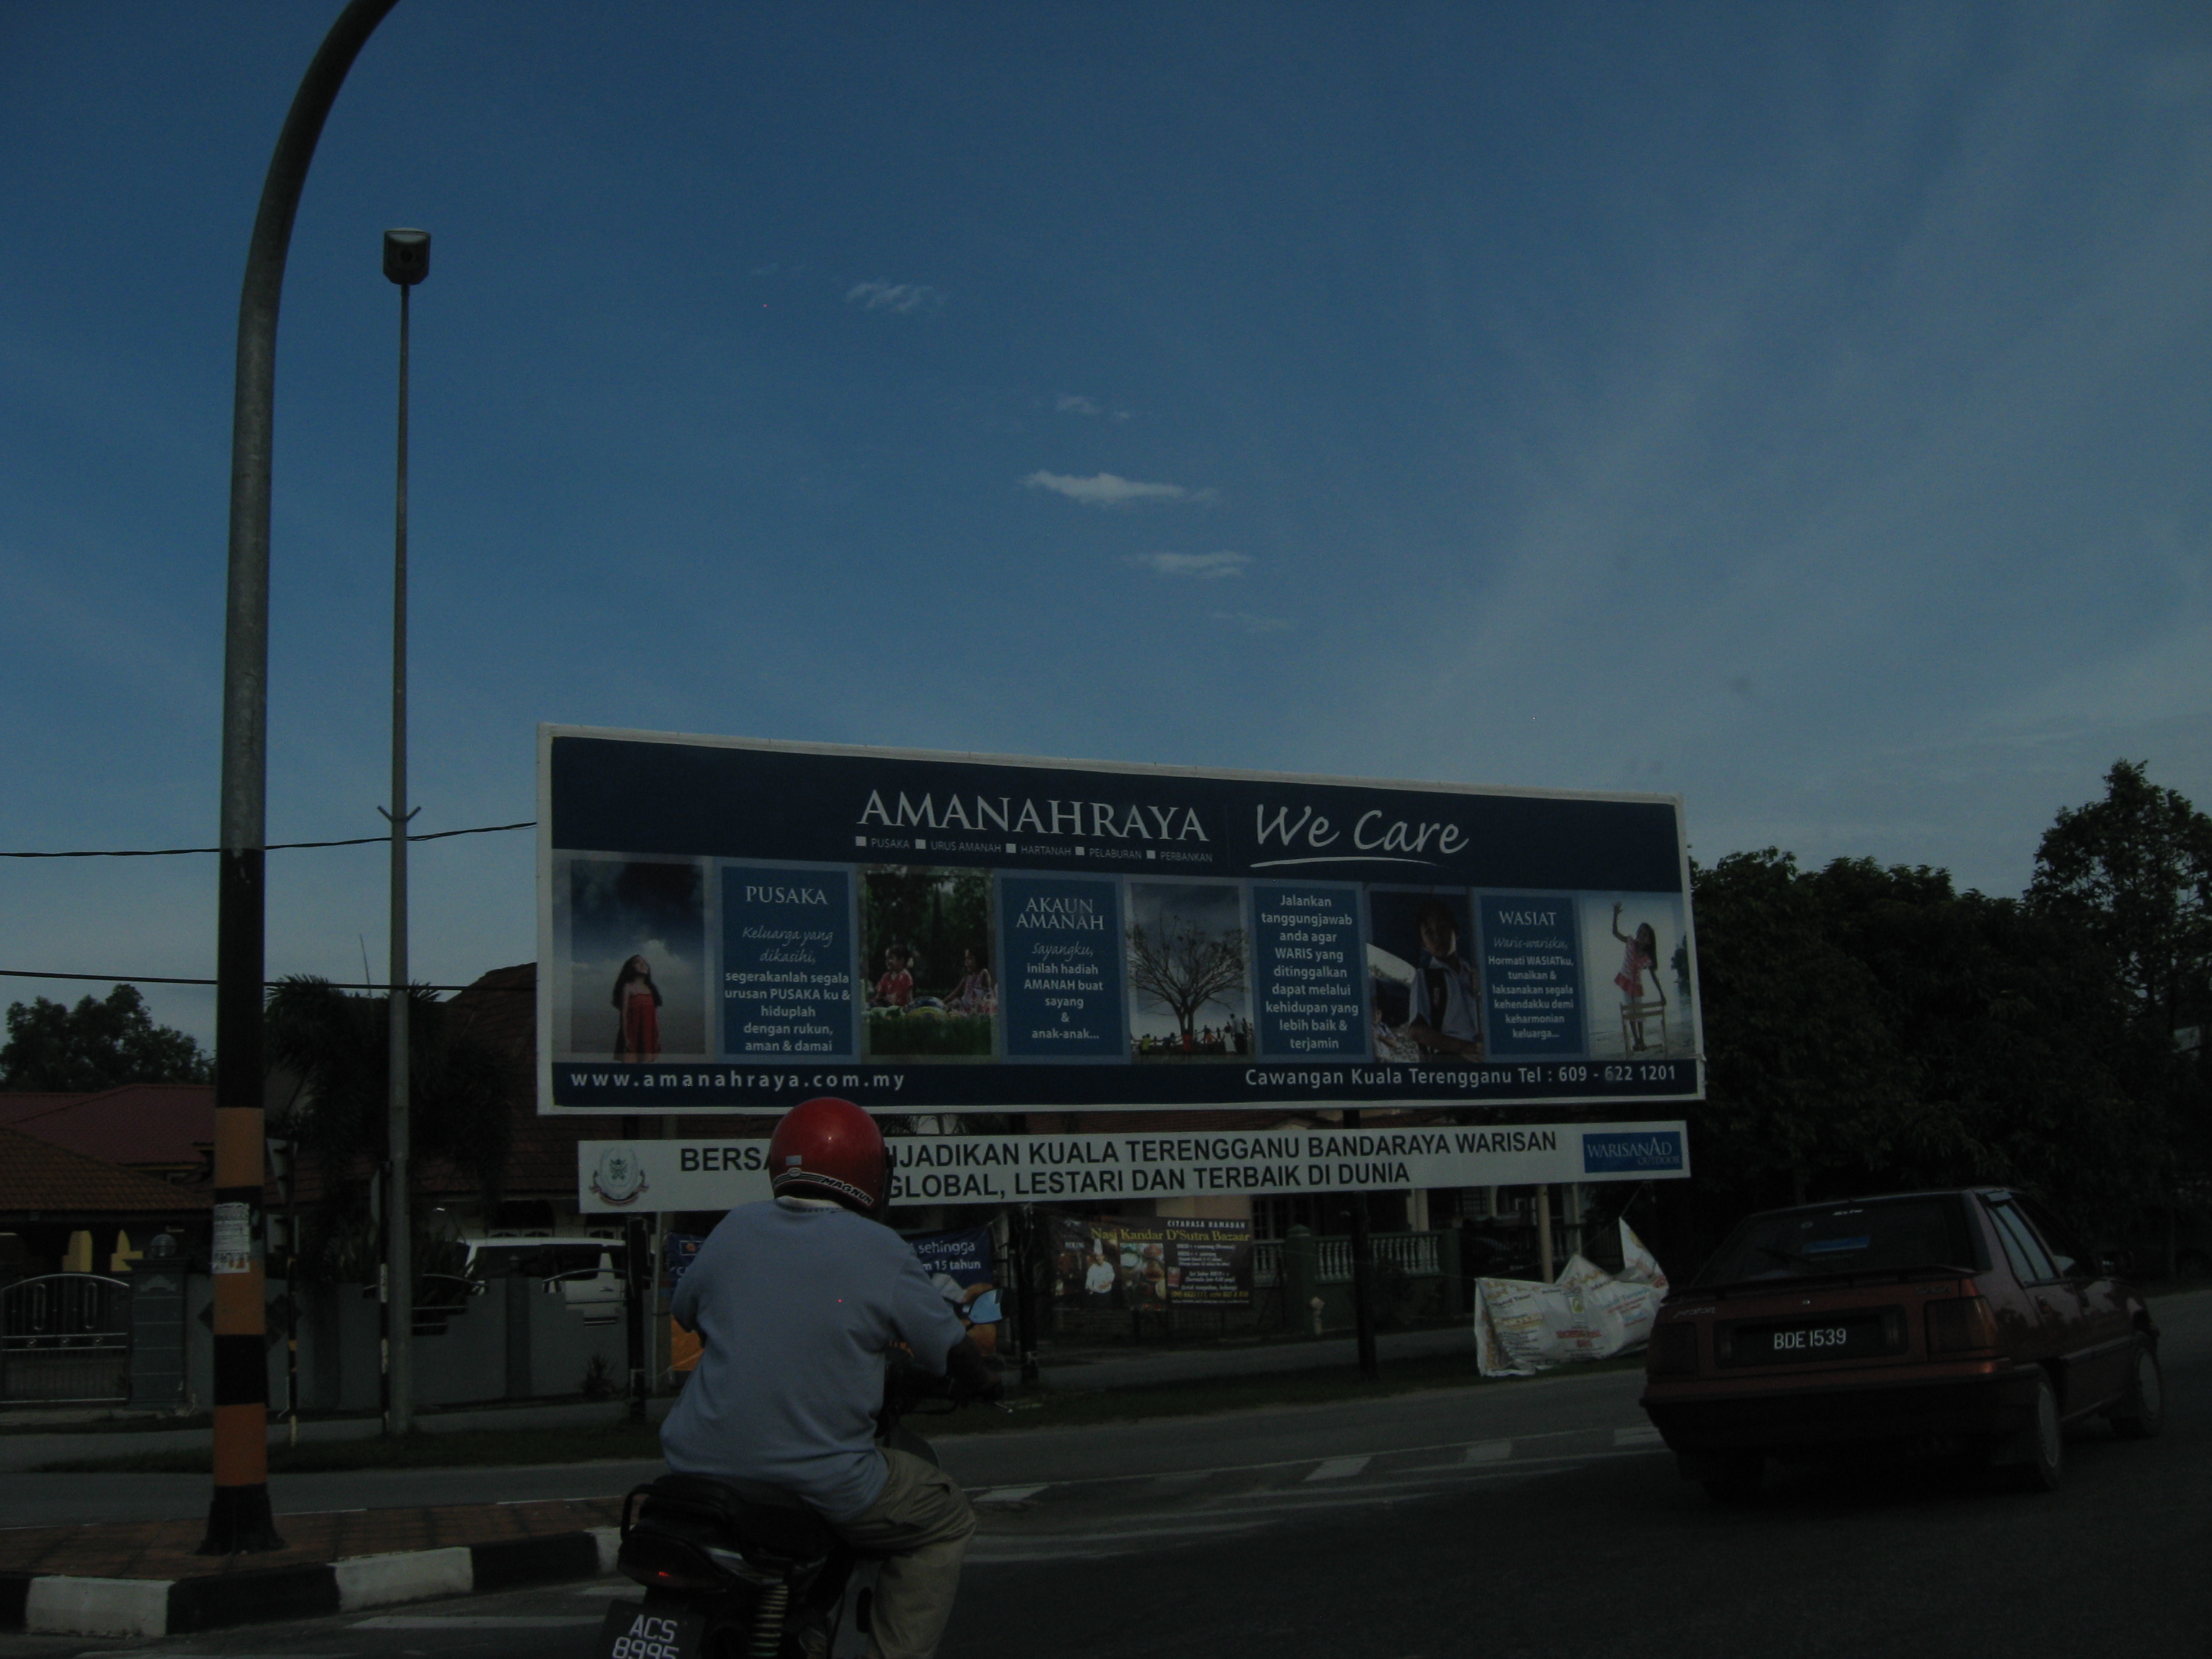 AMANAHRAYA
We Care
PUSAKA URUS AMANAH HARTANAH PELABURAN PERBANKAN
PUSAKA
Keluarga yang
dikasihi,
segerakanlah segala
urusan PUSAKA ku &
hiduplah
dengan rukun,
aman & damai
AKAUN
AMANAH
Sayangku,
inilah hadiah
AMANAH buat
sayang
&
anak-anak...
Jalankan
tanggungjawab
anda agar
WARIS yang
ditinggalkan
dapat melalui
kehidupan yang
lebih baik &
terjamin
WASIAT
Waris-warisku,
Hormati WASIATku,
tunaikan &
laksanakan segala
kehendakku demi
keharmonian
keluarga...
www.amanahraya.com.my
Cawangan Kuala Terengganu Tel : 609 - 622 1201
BERSA JADIKAN KUALA TERENGGANU BANDARAYA WARISAN
GLOBAL, LESTARI DAN TERBAIK DI DUNIA
WARISANAD
OUTDOOR
MAGNUM
sehingga
15 tahun
CITARASA RAMADAN
Nasi Kandar D'Sutra Bazaar
BDE 1539
ACS
8995